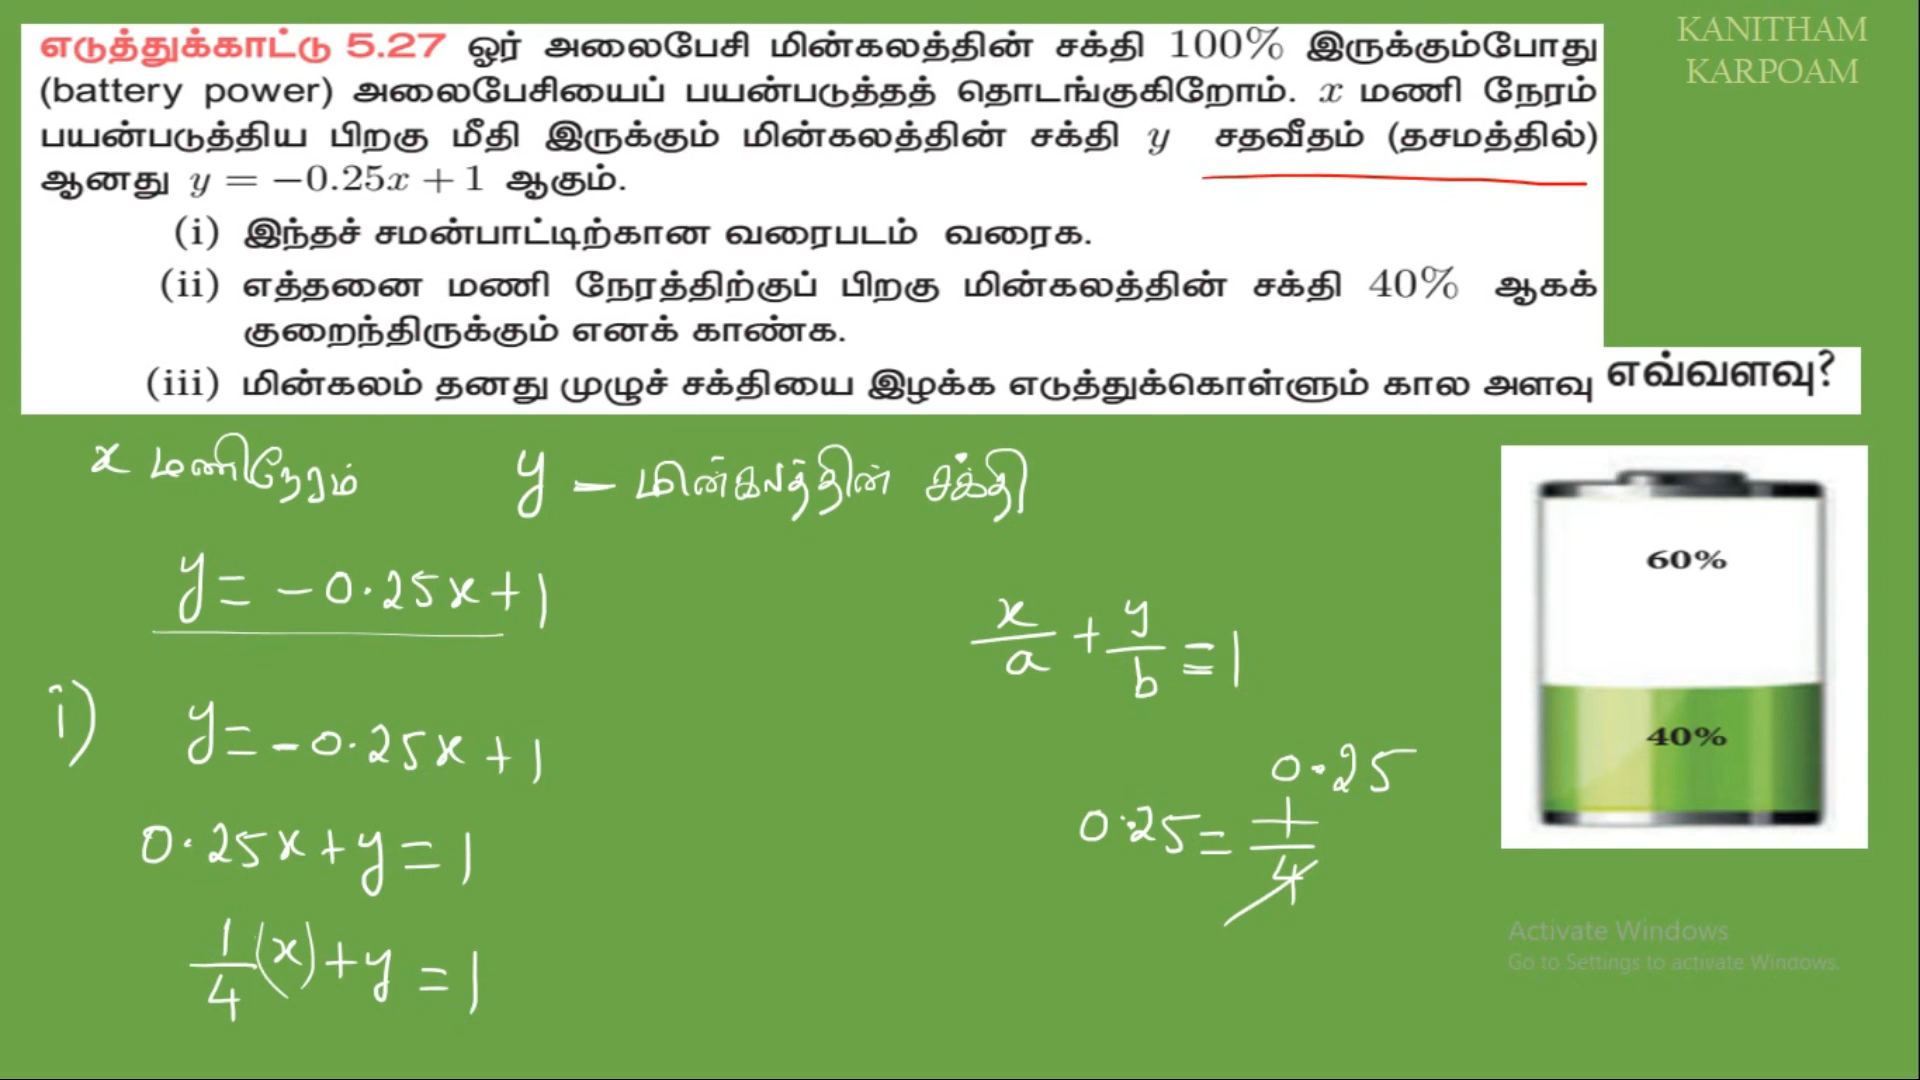 KANITHAM
KARPOAM
எடுத்துக்காட்டு 5.27 ஓர் அலைபேசி மின்கலத்தின் சக்தி 100% இருக்கும்போது
(battery power) அலைபேசியைப் பயன்படுத்தத் தொடங்குகிறோம். x மணி நேரம்
பயன்படுத்திய பிறகு மீதி இருக்கும் மின்கலத்தின் சக்தி y சதவீதம் (தசமத்தில்)
ஆனது y = −0.25x + 1 ஆகும்.
(i) இந்தச் சமன்பாட்டிற்கான வரைபடம் வரைக.
(ii) எத்தனை மணி நேரத்திற்குப் பிறகு மின்கலத்தின் சக்தி 40% ஆகக்
குறைந்திருக்கும் எனக் காண்க.
(iii) மின்கலம் தனது முழுச் சக்தியை இழக்க எடுத்துக்கொள்ளும் கால அளவு எவ்வளவு?
x மணிநேரம் y – மின்கலத்தின் சக்தி
y = -0.25x + 1
i) y = -0.25x + 1
0.25x + y = 1
1/4 (x) + y = 1
x/a + y/b = 1
0.25
0.25 = 1/4
60%
40%
Activate Windows
Go to Settings to activate Windows.